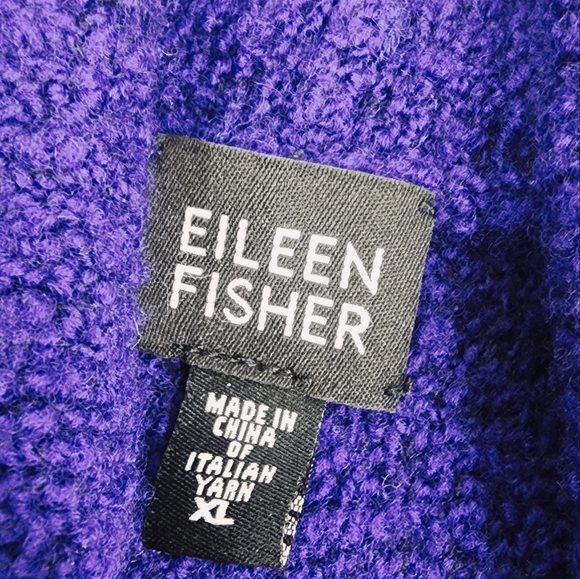 EILEEN
FISHER
MADE IN
CHINA
OF
ITALIAN
YARN
XL